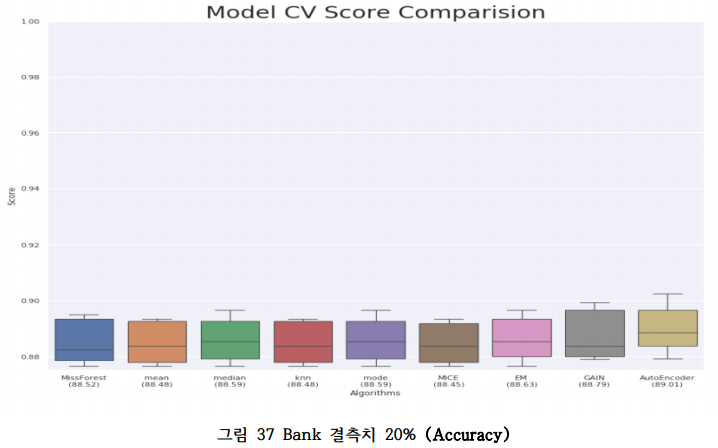 Model CV Score Comparision
1.00
0.98
0.96
0.94
0.92
0.90
0.88
Score
MissForest mean median knn mode MICE EM GAIN AutoEncoder
(88.52) (88.48) (88.59) (88.48) (88.59) (88.45) (88.63) (88.79) (89.01)
Algorithms
그림 37 Bank 결측치 20% (Accuracy)